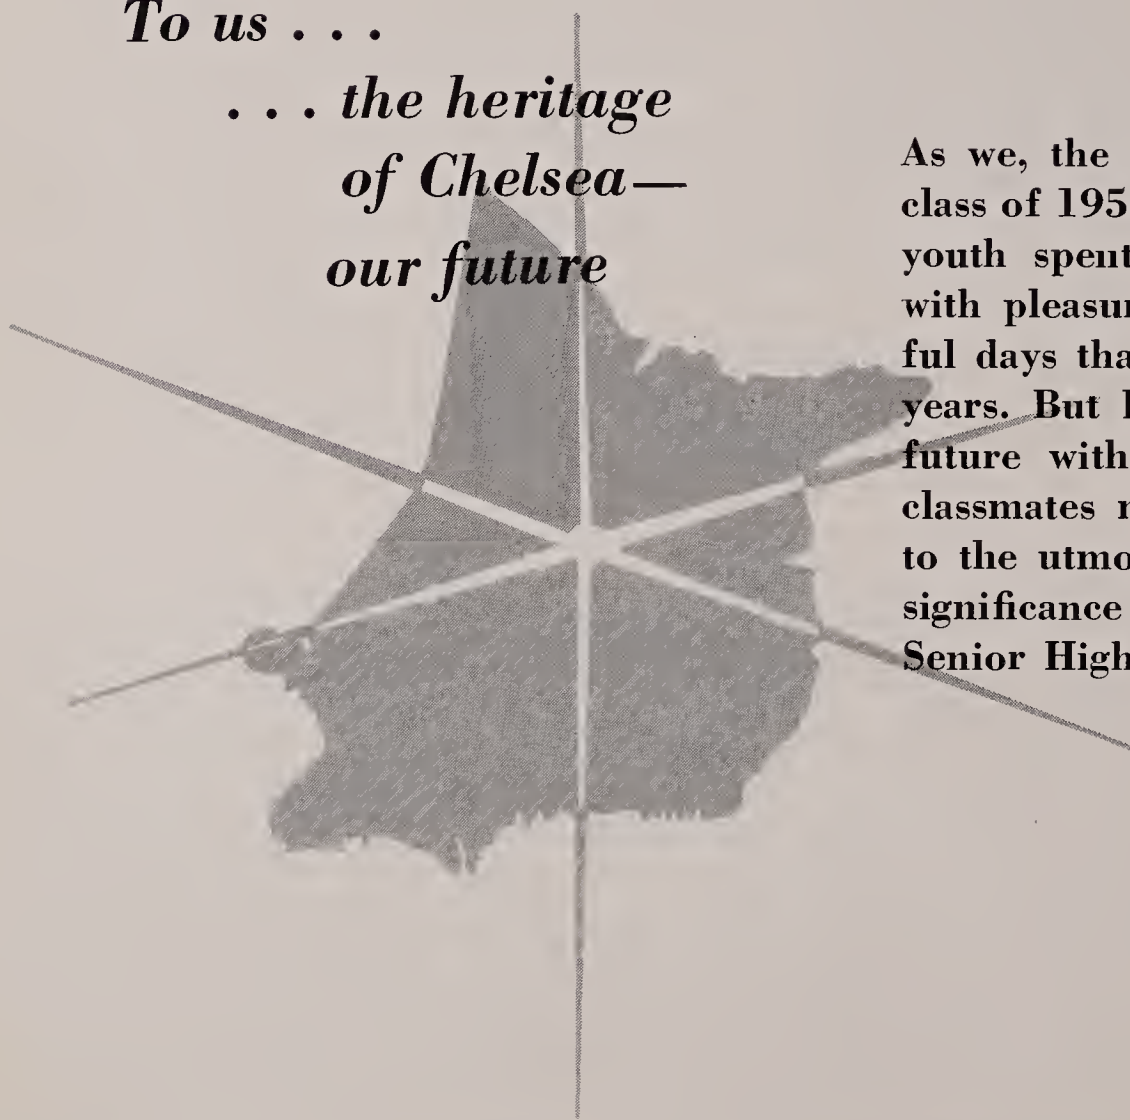 To us . . .
. . . the heritage
of Chelsea—
our future
As we, the
class of 195
youth spent
with pleasu
ful days tha
years. But
future with
classmates
to the utmo
significance
Senior High